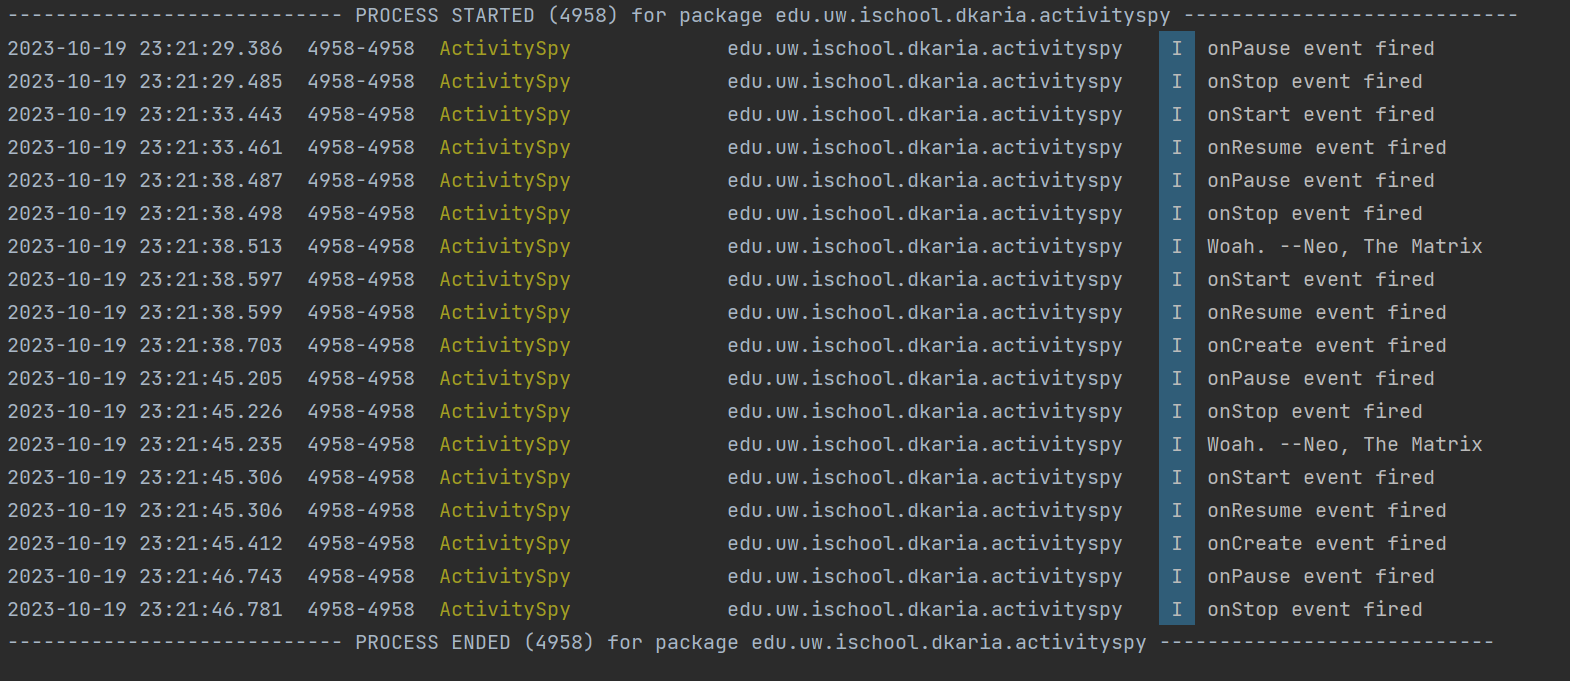 ---------------------------- PROCESS STARTED (4958) for package edu.uw.ischool.dkaria.activityspy ----------------------------
2023-10-19 23:21:29.386  4958-4958  ActivitySpy             edu.uw.ischool.dkaria.activityspy   I  onPause event fired
2023-10-19 23:21:29.485  4958-4958  ActivitySpy             edu.uw.ischool.dkaria.activityspy   I  onStop event fired
2023-10-19 23:21:33.443  4958-4958  ActivitySpy             edu.uw.ischool.dkaria.activityspy   I  onStart event fired
2023-10-19 23:21:33.461  4958-4958  ActivitySpy             edu.uw.ischool.dkaria.activityspy   I  onResume event fired
2023-10-19 23:21:38.487  4958-4958  ActivitySpy             edu.uw.ischool.dkaria.activityspy   I  onPause event fired
2023-10-19 23:21:38.498  4958-4958  ActivitySpy             edu.uw.ischool.dkaria.activityspy   I  onStop event fired
2023-10-19 23:21:38.513  4958-4958  ActivitySpy             edu.uw.ischool.dkaria.activityspy   I  Woah. --Neo, The Matrix
2023-10-19 23:21:38.597  4958-4958  ActivitySpy             edu.uw.ischool.dkaria.activityspy   I  onStart event fired
2023-10-19 23:21:38.599  4958-4958  ActivitySpy             edu.uw.ischool.dkaria.activityspy   I  onResume event fired
2023-10-19 23:21:38.703  4958-4958  ActivitySpy             edu.uw.ischool.dkaria.activityspy   I  onCreate event fired
2023-10-19 23:21:45.205  4958-4958  ActivitySpy             edu.uw.ischool.dkaria.activityspy   I  onPause event fired
2023-10-19 23:21:45.226  4958-4958  ActivitySpy             edu.uw.ischool.dkaria.activityspy   I  onStop event fired
2023-10-19 23:21:45.235  4958-4958  ActivitySpy             edu.uw.ischool.dkaria.activityspy   I  Woah. --Neo, The Matrix
2023-10-19 23:21:45.306  4958-4958  ActivitySpy             edu.uw.ischool.dkaria.activityspy   I  onStart event fired
2023-10-19 23:21:45.306  4958-4958  ActivitySpy             edu.uw.ischool.dkaria.activityspy   I  onResume event fired
2023-10-19 23:21:45.412  4958-4958  ActivitySpy             edu.uw.ischool.dkaria.activityspy   I  onCreate event fired
2023-10-19 23:21:46.743  4958-4958  ActivitySpy             edu.uw.ischool.dkaria.activityspy   I  onPause event fired
2023-10-19 23:21:46.781  4958-4958  ActivitySpy             edu.uw.ischool.dkaria.activityspy   I  onStop event fired
---------------------------- PROCESS ENDED (4958) for package edu.uw.ischool.dkaria.activityspy ----------------------------